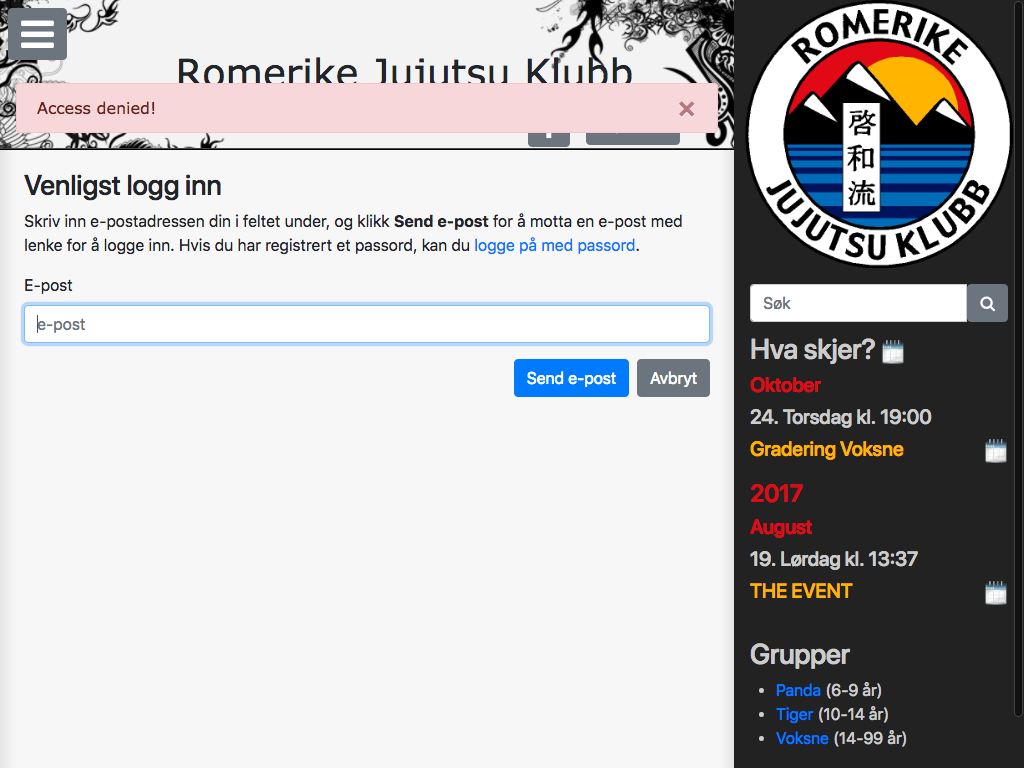 Romerike Jujutsu Klubb
Access denied!
×
Venligst logg inn
Skriv inn e-postadressen din i feltet under, og klikk Send e-post for å motta en e-post med
lenke for å logge inn. Hvis du har registrert et passord, kan du logge på med passord.
E-post
e-post
Send e-post
Avbryt
ROMERIKE
啓和流
JUJUTSU KLUBB
Søk
Hva skjer?
Oktober
24. Torsdag kl. 19:00
Gradering Voksne
2017
August
19. Lørdag kl. 13:37
THE EVENT
Grupper
• Panda (6-9 år)
• Tiger (10-14 år)
• Voksne (14-99 år)